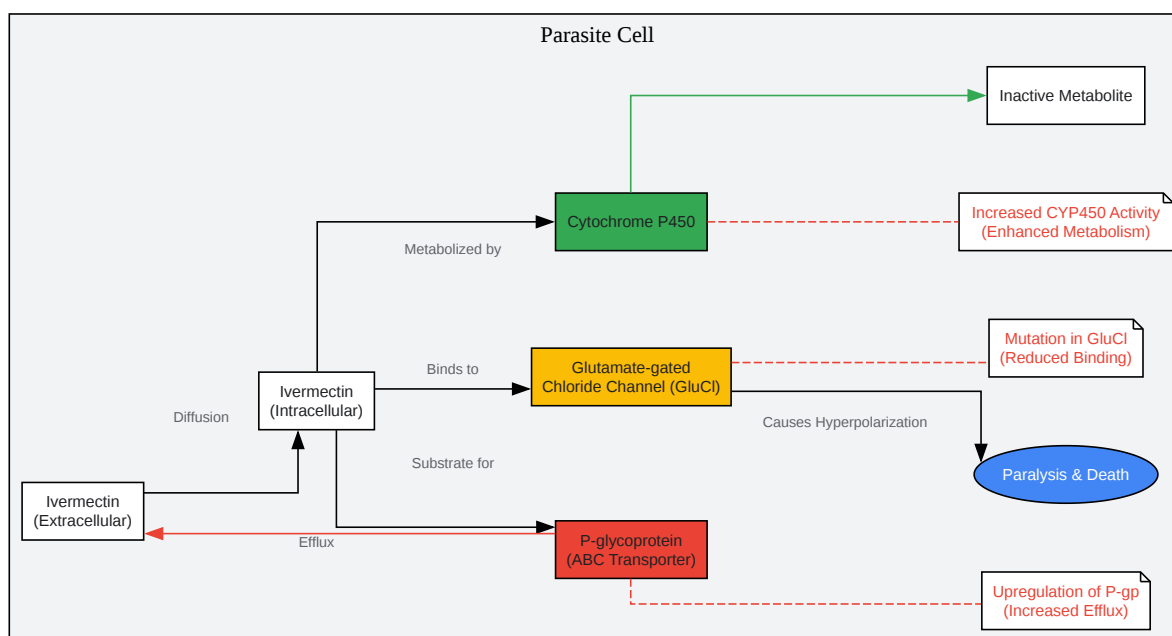 Parasite Cell
Inactive Metabolite
Cytochrome P450
Increased CYP450 Activity
(Enhanced Metabolism)
Metabolized by
Mutation in GluCl
(Reduced Binding)
Glutamate-gated
Chloride Channel (GluCl)
Binds to
Ivermectin
(Intracellular)
Diffusion
Causes Hyperpolarization
Substrate for
Paralysis & Death
Ivermectin
(Extracellular)
Efflux
P-glycoprotein
(ABC Transporter)
Upregulation of P-gp
(Increased Efflux)